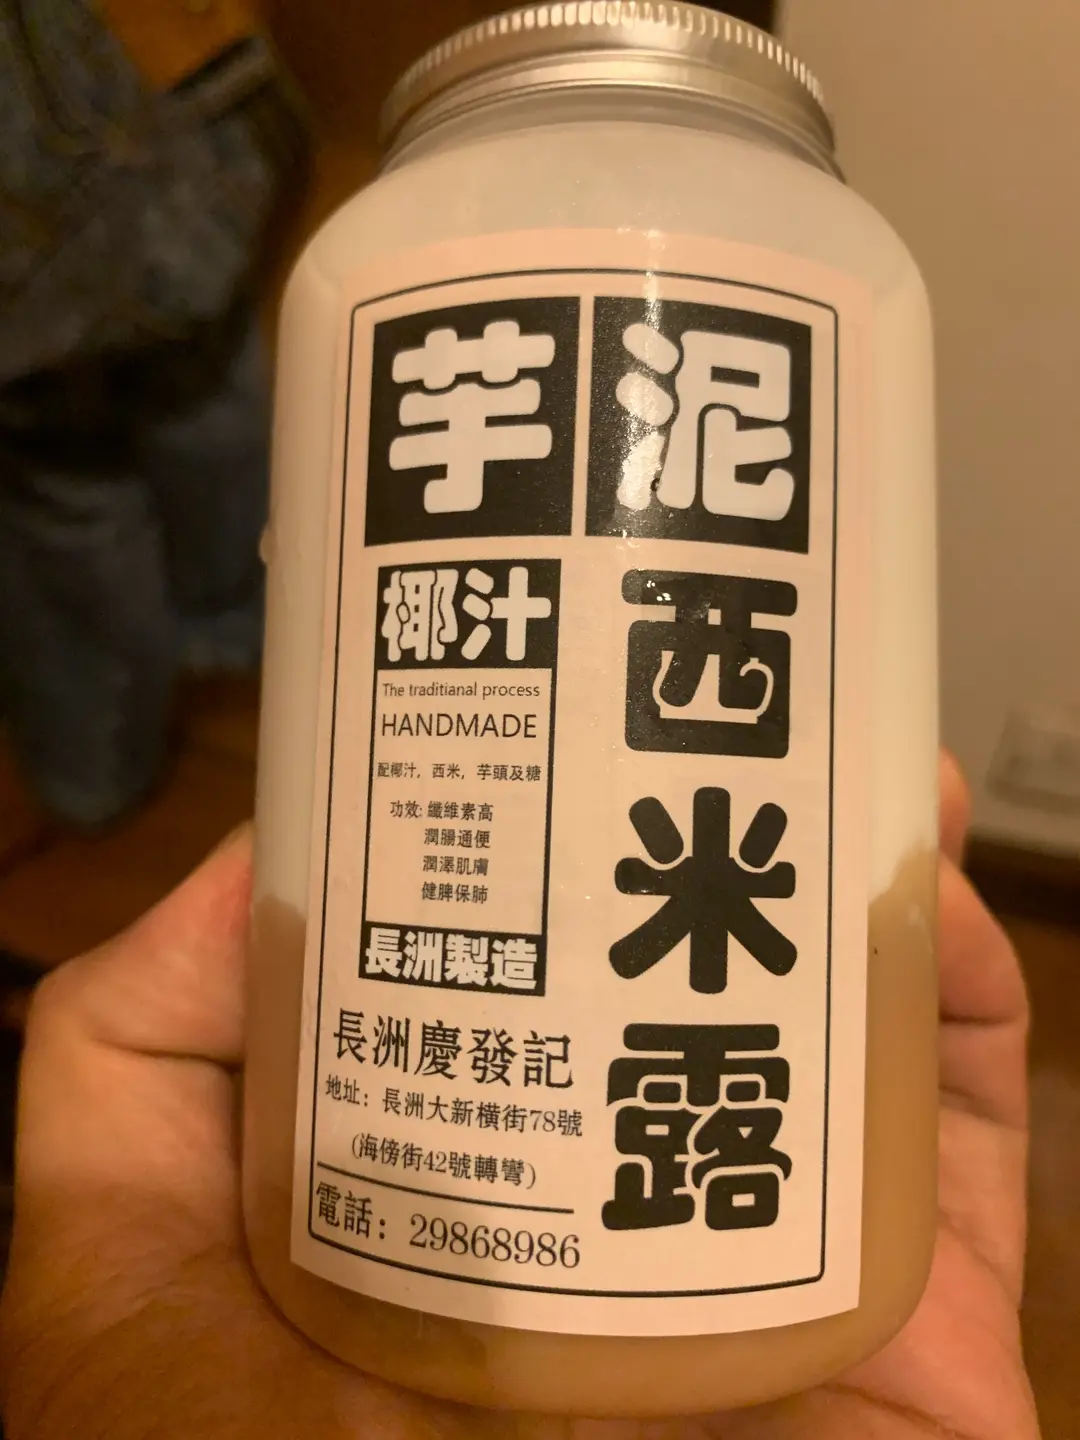 芋泥
西米露
椰汁
The traditianal process
HANDMADE
配椰汁，西米，芋頭及糖
功效: 纖維素高
潤腸通便
潤澤肌膚
健脾保肺
長洲製造
長洲慶發記
地址：長洲大新橫街78號
(海傍街42號轉彎)
電話：29868986